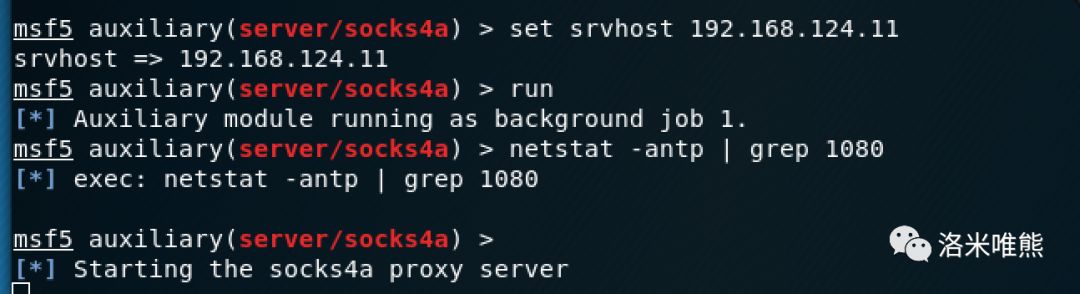 msf5 auxiliary(server/socks4a) > set srvhost 192.168.124.11
srvhost => 192.168.124.11
msf5 auxiliary(server/socks4a) > run
[*] Auxiliary module running as background job 1.
msf5 auxiliary(server/socks4a) > netstat -antp | grep 1080
[*] exec: netstat -antp | grep 1080
msf5 auxiliary(server/socks4a) >
洛米唯熊
[*] Starting the socks4a proxy server